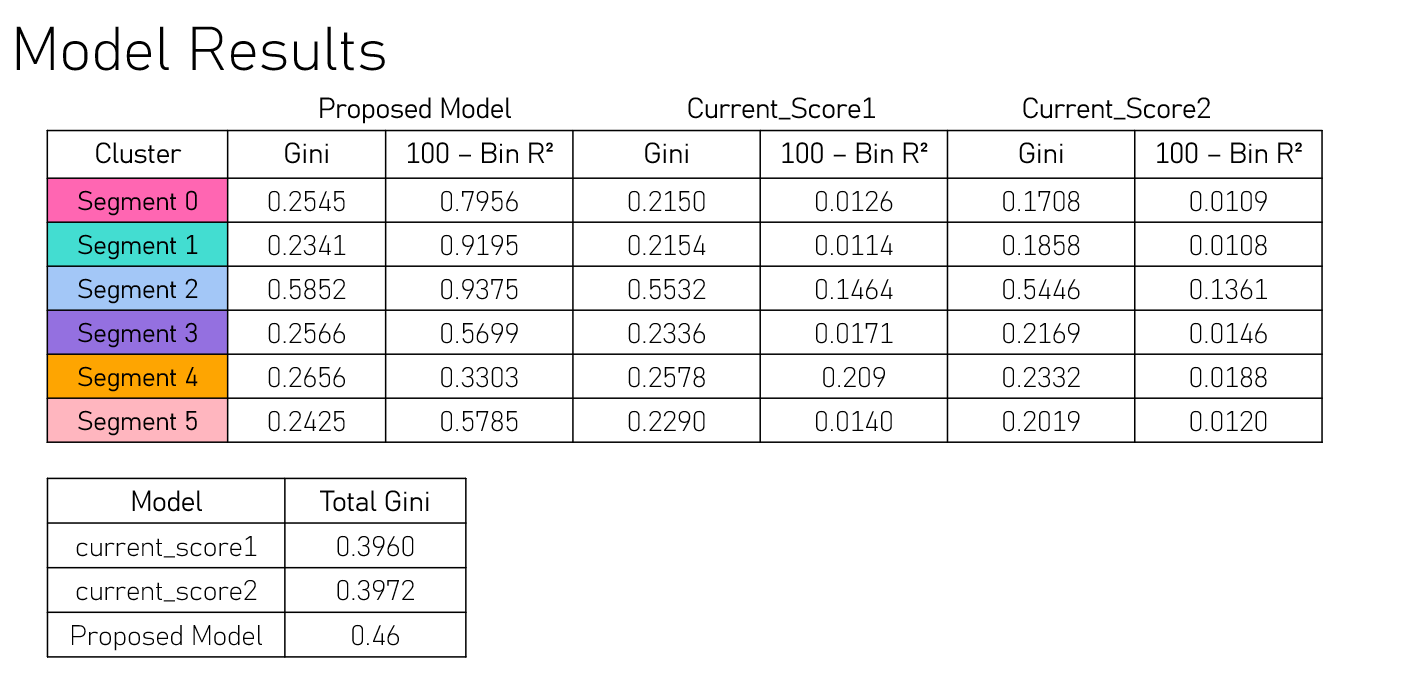 Model Results
Proposed Model Current_Score1 Current_Score2
Cluster Gini 100 – Bin R² Gini 100 – Bin R² Gini 100 – Bin R²
Segment 0 0.2545 0.7956 0.2150 0.0126 0.1708 0.0109
Segment 1 0.2341 0.9195 0.2154 0.0114 0.1858 0.0108
Segment 2 0.5852 0.9375 0.5532 0.1464 0.5446 0.1361
Segment 3 0.2566 0.5699 0.2336 0.0171 0.2169 0.0146
Segment 4 0.2656 0.3303 0.2578 0.209 0.2332 0.0188
Segment 5 0.2425 0.5785 0.2290 0.0140 0.2019 0.0120
Model Total Gini
current_score1 0.3960
current_score2 0.3972
Proposed Model 0.46